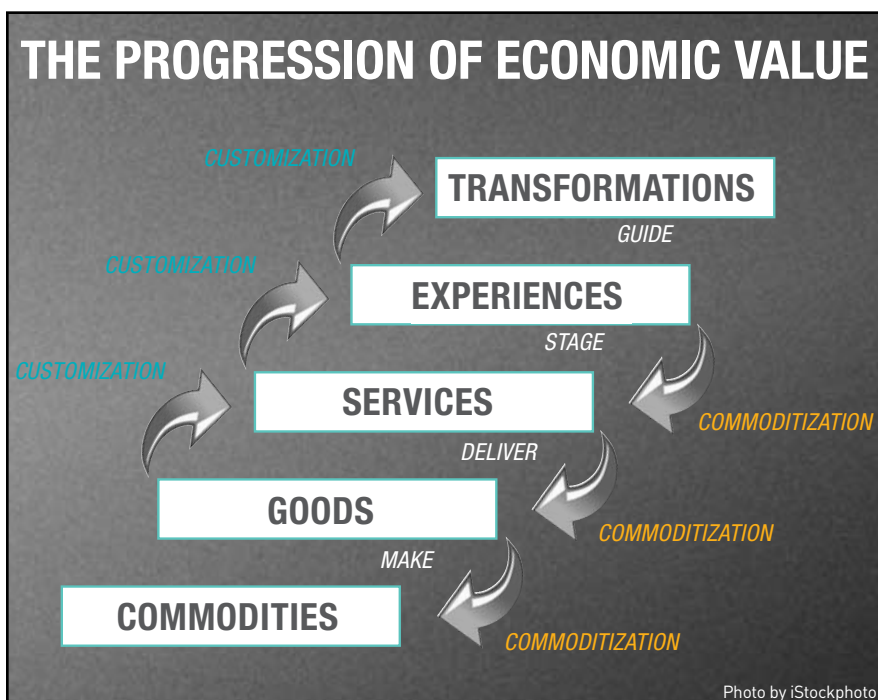 THE PROGRESSION OF ECONOMIC VALUE
CUSTOMIZATION
TRANSFORMATIONS
GUIDE
CUSTOMIZATION
EXPERIENCES
STAGE
CUSTOMIZATION
SERVICES
COMMODITIZATION
DELIVER
GOODS
COMMODITIZATION
MAKE
COMMODITIES
COMMODITIZATION
Photo by iStockphoto